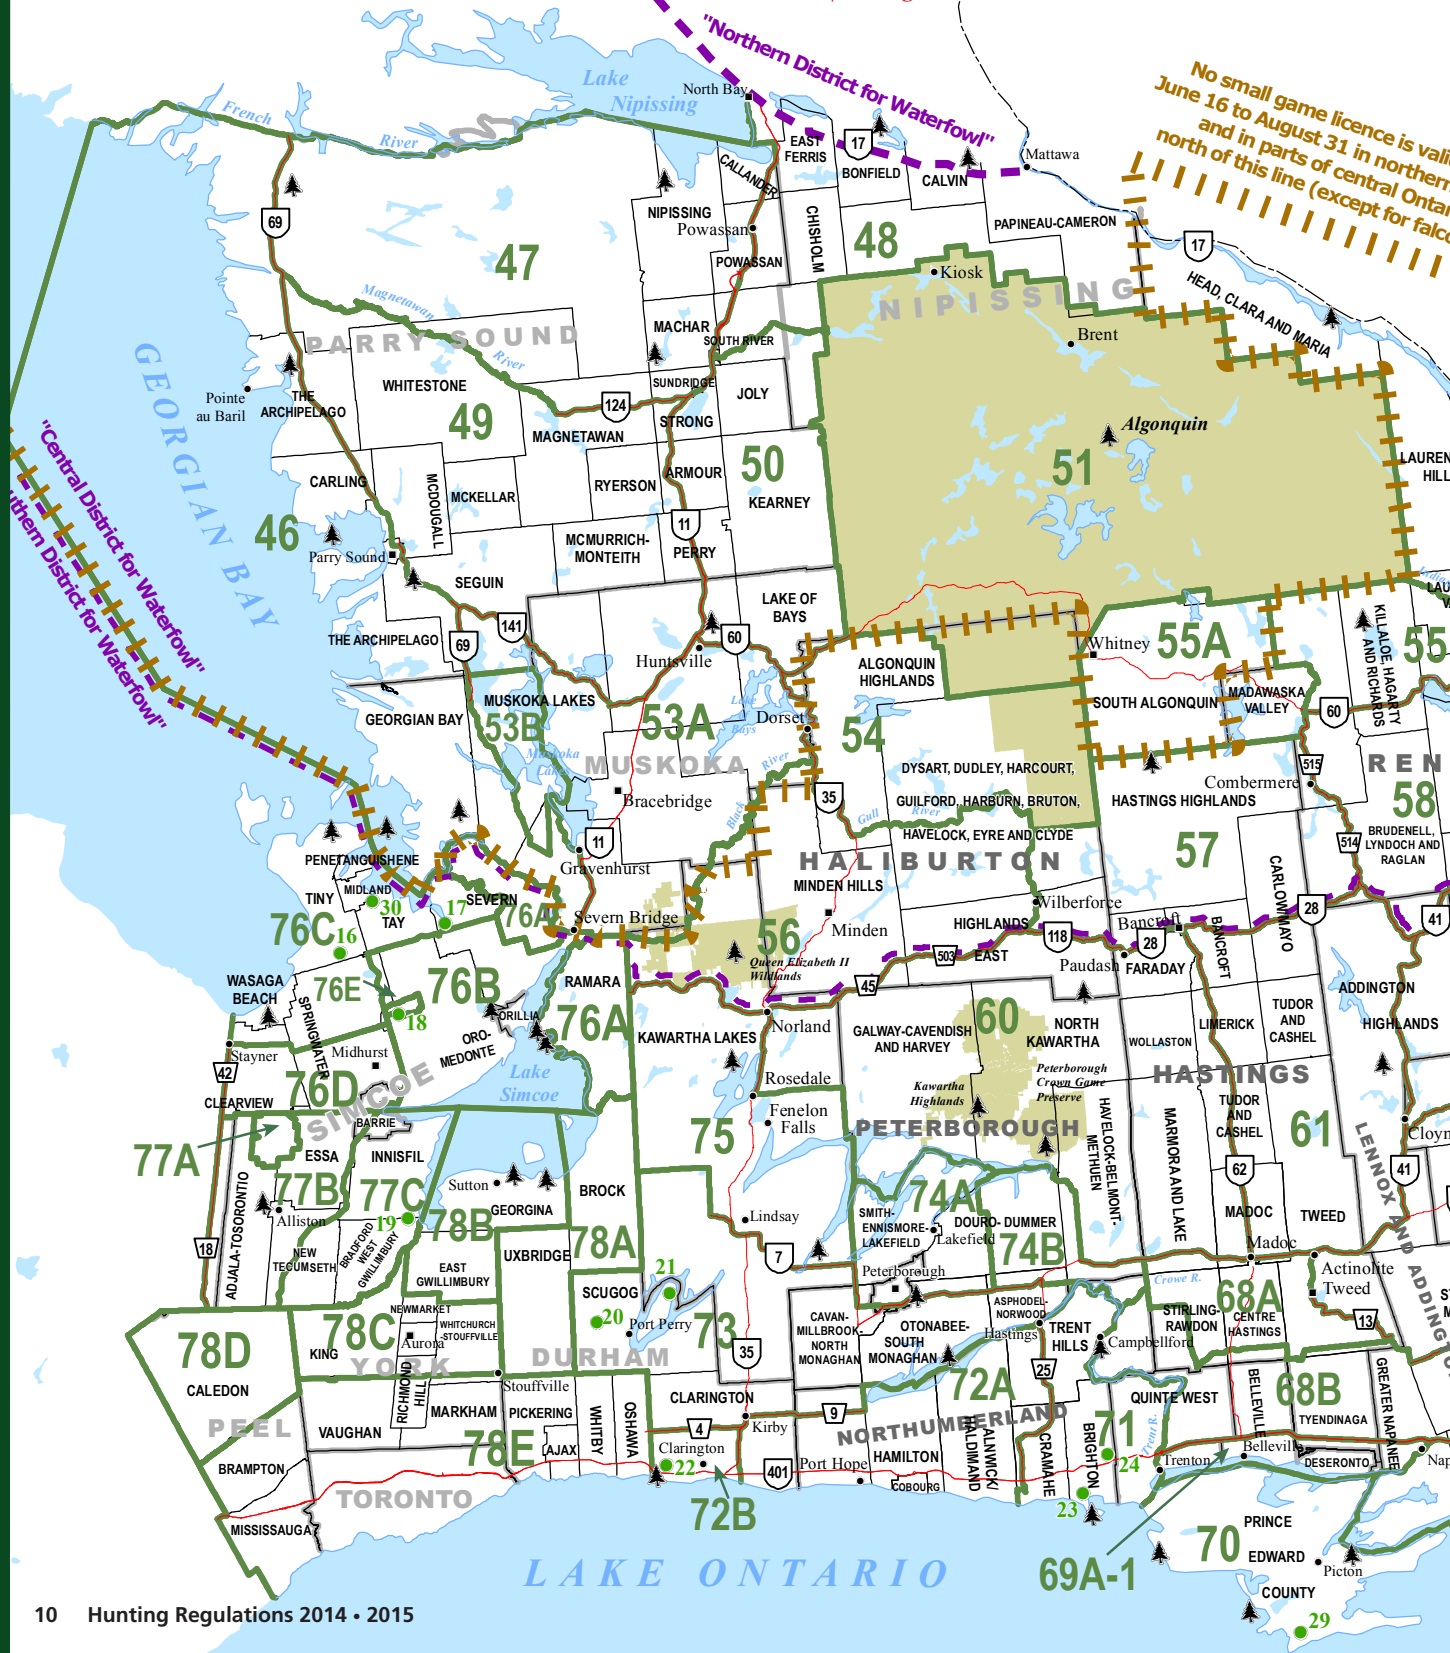 "Northern District for Waterfowl"
No small game licence is vali
June 16 to August 31 in northern
and in parts of central Ontar
north of this line (except for falco
Lake
Nipissing
North Bay
French
River
EAST
FERRIS
17
BONFIELD
CALVIN
Mattawa
CALLANDER
NIPISSING
Powassan
POWASSAN
CHISHOLM
48
PAPINEAU-CAMERON
17
HEAD, CLARA AND MARIA
69
47
Kiosk
NIPISSING
Brent
Magnetawan
River
PARRY SOUND
MACHAR
SOUTH RIVER
SUNDRIDGE
JOLY
Pointe
au Baril
THE
ARCHIPELAGO
WHITESTONE
49
124
MAGNETAWAN
STRONG
Algonquin
51
50
KEARNEY
LAUREN
HILL
GEORGIAN BAY
"Central District for Waterfowl"
uthern District for Waterfowl"
CARLING
MCDOUGALL
MCKELLAR
RYERSON
ARMOUR
46
Parry Sound
11
MCMURRICH-
MONTEITH
PERRY
SEGUIN
LAKE OF
BAYS
THE ARCHIPELAGO
69
141
60
Huntsville
ALGONQUIN
HIGHLANDS
Whitney
55A
KILLALOE, HAGARTY
AND RICHARDS
55
LAU
SOUTH ALGONQUIN
MADAWASKA
VALLEY
60
GEORGIAN BAY
MUSKOKA LAKES
53B
53A
Lake
Bays
Dorset
54
Muskoka
Lake
MUSKOKA
River
Black
Bracebridge
DYSART, DUDLEY, HARCOURT,
GUILFORD, HARBURN, BRUTON,
HAVELOCK, EYRE AND CLYDE
35
Gull
River
HASTINGS HIGHLANDS
Combermere
515
REN
58
11
Gravenhurst
HALIBURTON
57
514
BRUDENELL,
LYNDOCH AND
RAGLAN
PENETANGUISHENE
TINY
MIDLAND
30
TAY
17
SEVERN
76A
Severn Bridge
MINDEN HILLS
Minden
Wilberforce
CARLOW/MAYO
28
41
76C
16
56
Queen Elizabeth II
Wildlands
HIGHLANDS
EAST
503
118
Bancroft
28
Paudash
FARADAY
BANCROFT
WASAGA
BEACH
76E
76B
RAMARA
45
ADDINGTON
HIGHLANDS
SPRINGWATER
18
ORILLIA
76A
Norland
KAWARTHA LAKES
GALWAY-CAVENDISH
AND HARVEY
60
NORTH
KAWARTHA
WOLLASTON
LIMERICK
TUDOR
AND
CASHEL
Stayner
Midhurst
ORO-
MEDONTE
42
CLEARVIEW
76D
SIMCOE
Lake
Simcoe
Rosedale
Fenelon
Falls
Kawartha
Highlands
Peterborough
Crown Game
Preserve
HASTINGS
TUDOR
AND
CASHEL
61
Cloyn
BARRIE
77A
ESSA
INNISFIL
75
PETERBOROUGH
HAVELOCK-BELMONT-
METHUEN
MARMORA AND LAKE
62
41
LENNOX AND ADDINGTON
ADJALA-TOSORONTIO
77B
Alliston
77C
19
Sutton
GEORGINA
78B
BROCK
Lindsay
74A
SMITH-
ENNISMORE-
LAKEFIELD
Lakefield
DOURO-DUMMER
74B
MADOC
TWEED
18
NEW
TECUMSETH
BRADFORD
WEST
GWILLIMBURY
EAST
GWILLIMBURY
UXBRIDGE
78A
7
Peterborough
Madoc
Actinolite
Crowe R.
Tweed
SCUGOG
21
20
Port Perry
73
CAVAN-
MILLBROOK-
NORTH
MONAGHAN
OTONABEE-
SOUTH
MONAGHAN
ASPHODEL-
NORWOOD
Hastings
TRENT
HILLS
Campbellford
STIRLING-
RAWDON
68A
CENTRE
HASTINGS
13
78D
78C
KING
NEWMARKET
Aurora
WHITCHURCH
-STOUFFVILLE
YORK
DURHAM
35
CALEDON
Stouffville
72A
25
PEEL
VAUGHAN
RICHMOND
HILL
MARKHAM
PICKERING
78E
AJAX
WHITBY
OSHAWA
CLARINGTON
4
Kirby
9
NORTHUMBERLAND
QUINTE WEST
BELLEVILLE
68B
TYENDINAGA
GREATER NAPANEE
BRAMPTON
Clarington
22
401
Port Hope
HAMILTON
COBOURG
ALNWICK/
HALDIMAND
CRAMAHE
BRIGHTON
71
24
Trent R.
Trenton
Belleville
DESERONTO
Nap
TORONTO
MISSISSAUGA
72B
23
69A-1
70
PRINCE
EDWARD
COUNTY
Picton
29
LAKE ONTARIO
10 Hunting Regulations 2014 • 2015